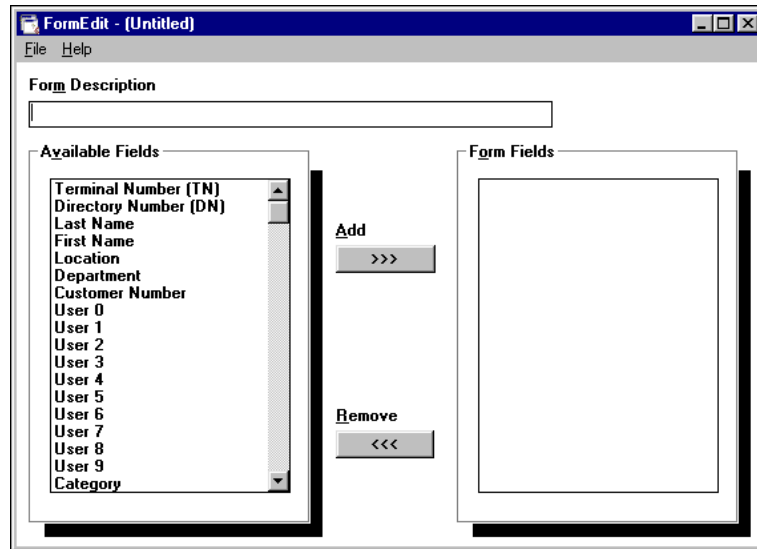 FormEdit - (Untitled)
File Help
Form Description
Available Fields
Terminal Number (TN)
Directory Number (DN)
Last Name
First Name
Location
Department
Customer Number
User 0
User 1
User 2
User 3
User 4
User 5
User 6
User 7
User 8
User 9
Category
Add
>>>
Remove
<<<
Form Fields